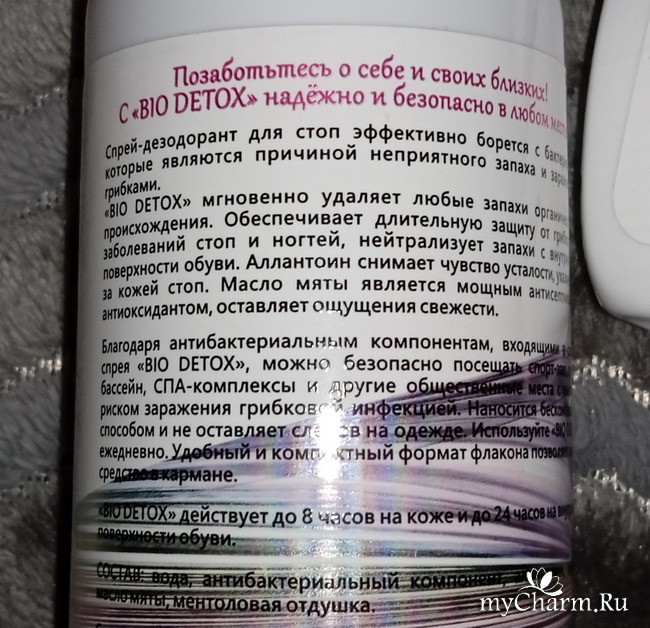 Позаботьтесь о себе и своих близких!
С «BIO DETOX» надёжно и безопасно в любом
Спрей-дезодорант для стоп эффективно борется с
которые являются причиной неприятного запаха и
грибками.
«BIO DETOX» мгновенно удаляет любые запахи
происхождения. Обеспечивает длительную защиту от
заболеваний стоп и ногтей, нейтрализует запахи с
поверхности обуви. Аллантоин снимает чувство усталости,
за кожей стоп. Масло мяты является мощным
антиоксидантом, оставляет ощущения свежести.
Благодаря антибактериальным компонентам, входящими в
спрея «BIO DETOX», можно безопасно посещать
бассейн, СПА-комплексы и другие общественные места с
риском заражения грибковой инфекцией. Наносится
способом и не оставляет следов на одежде. Используйте
ежедневно. Удобный и компактный формат флакона
средство в кармане.
«BIO DETOX» действует до 8 часов на коже и до 24 часов на
поверхности обуви.
СОСТАВ: вода, антибактериальный компонент,
масло мяты, ментоловая отдушка.
myCharm.Ru